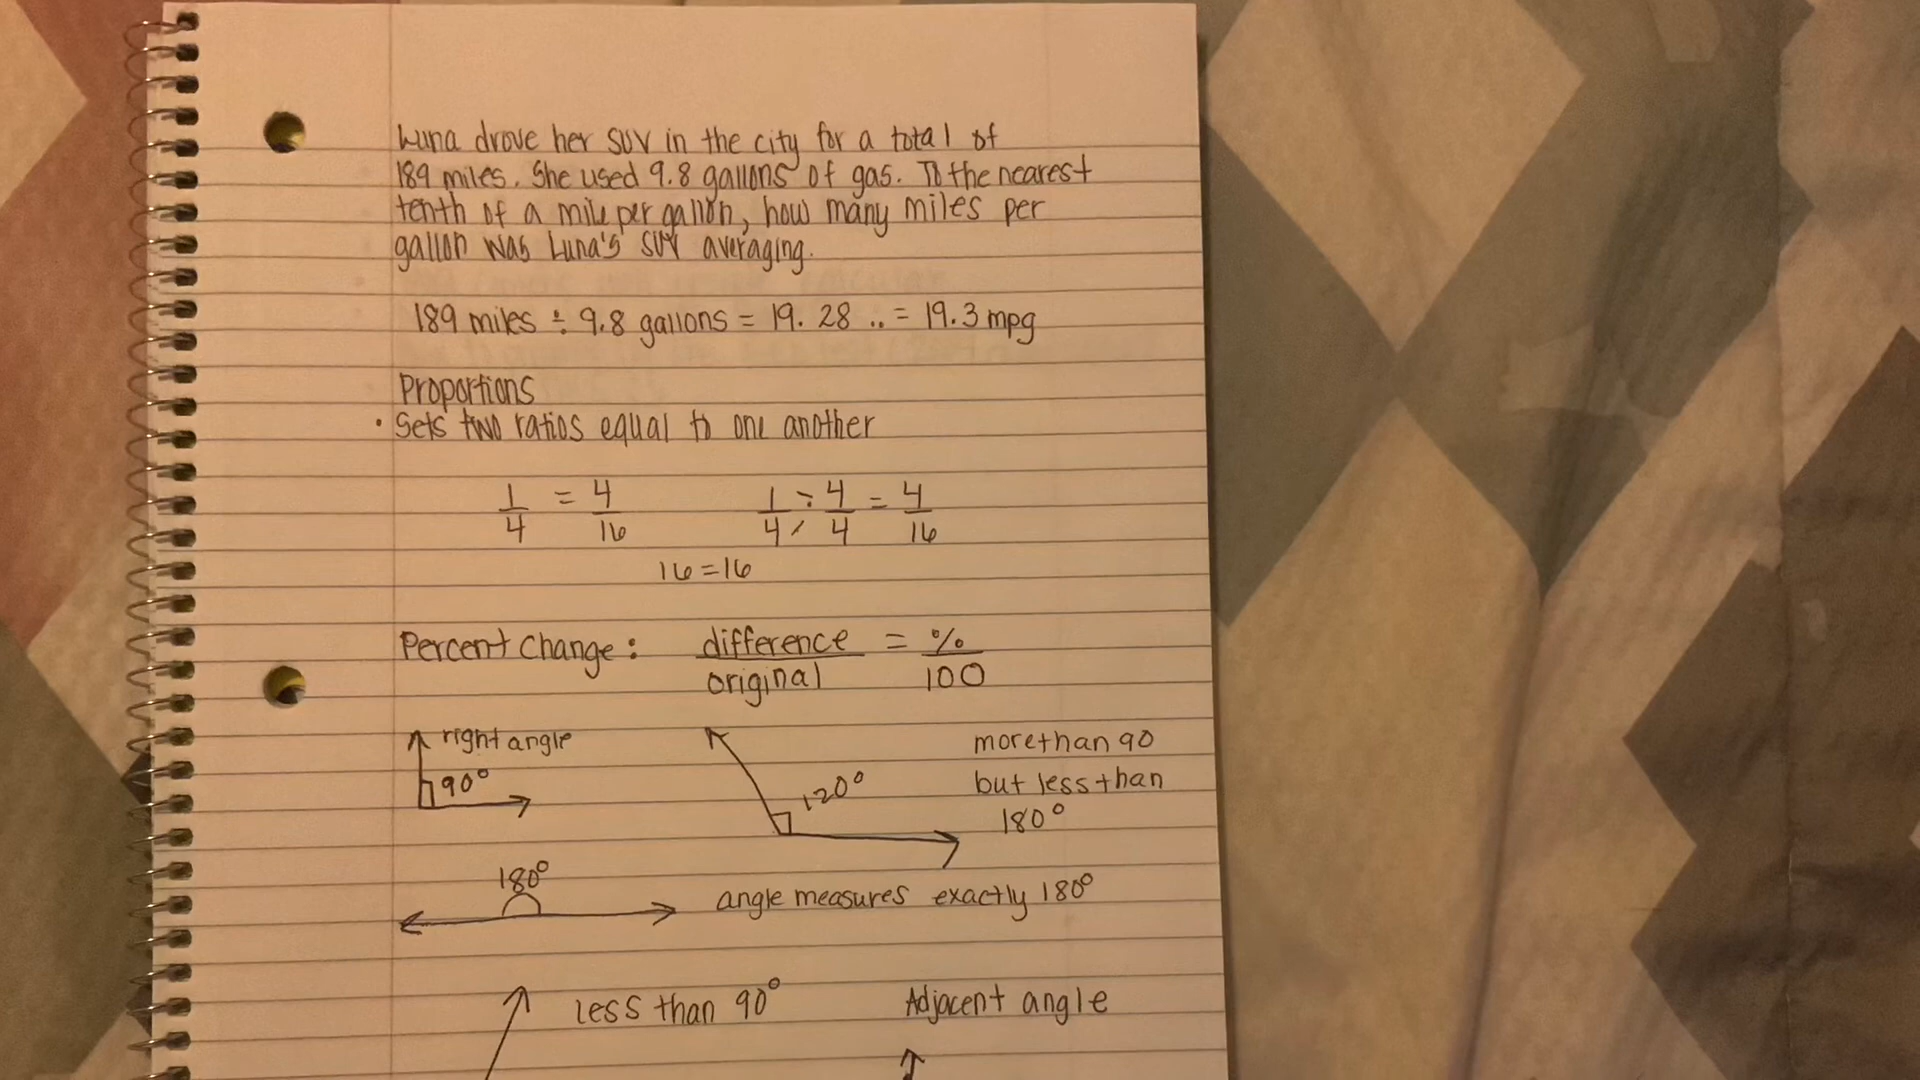 Luna drove her SUV in the city for a total of
189 miles. She used 9.8 gallons of gas. To the nearest
tenth of a mile per gallon, how many miles per
gallon was Luna's SUV averaging.
189 miles ÷ 9.8 gallons = 19.28 .. = 19.3 mpg
Proportions
• Sets two ratios equal to one another
1/4 = 4/16    1/4 ÷ 4/4 = 4/16
16 = 16
Percent Change: difference/original = %/100
right angle
90°
120°
more than 90
but less than
180°
180°
angle measures exactly 180°
less than 90°    Adjacent angle